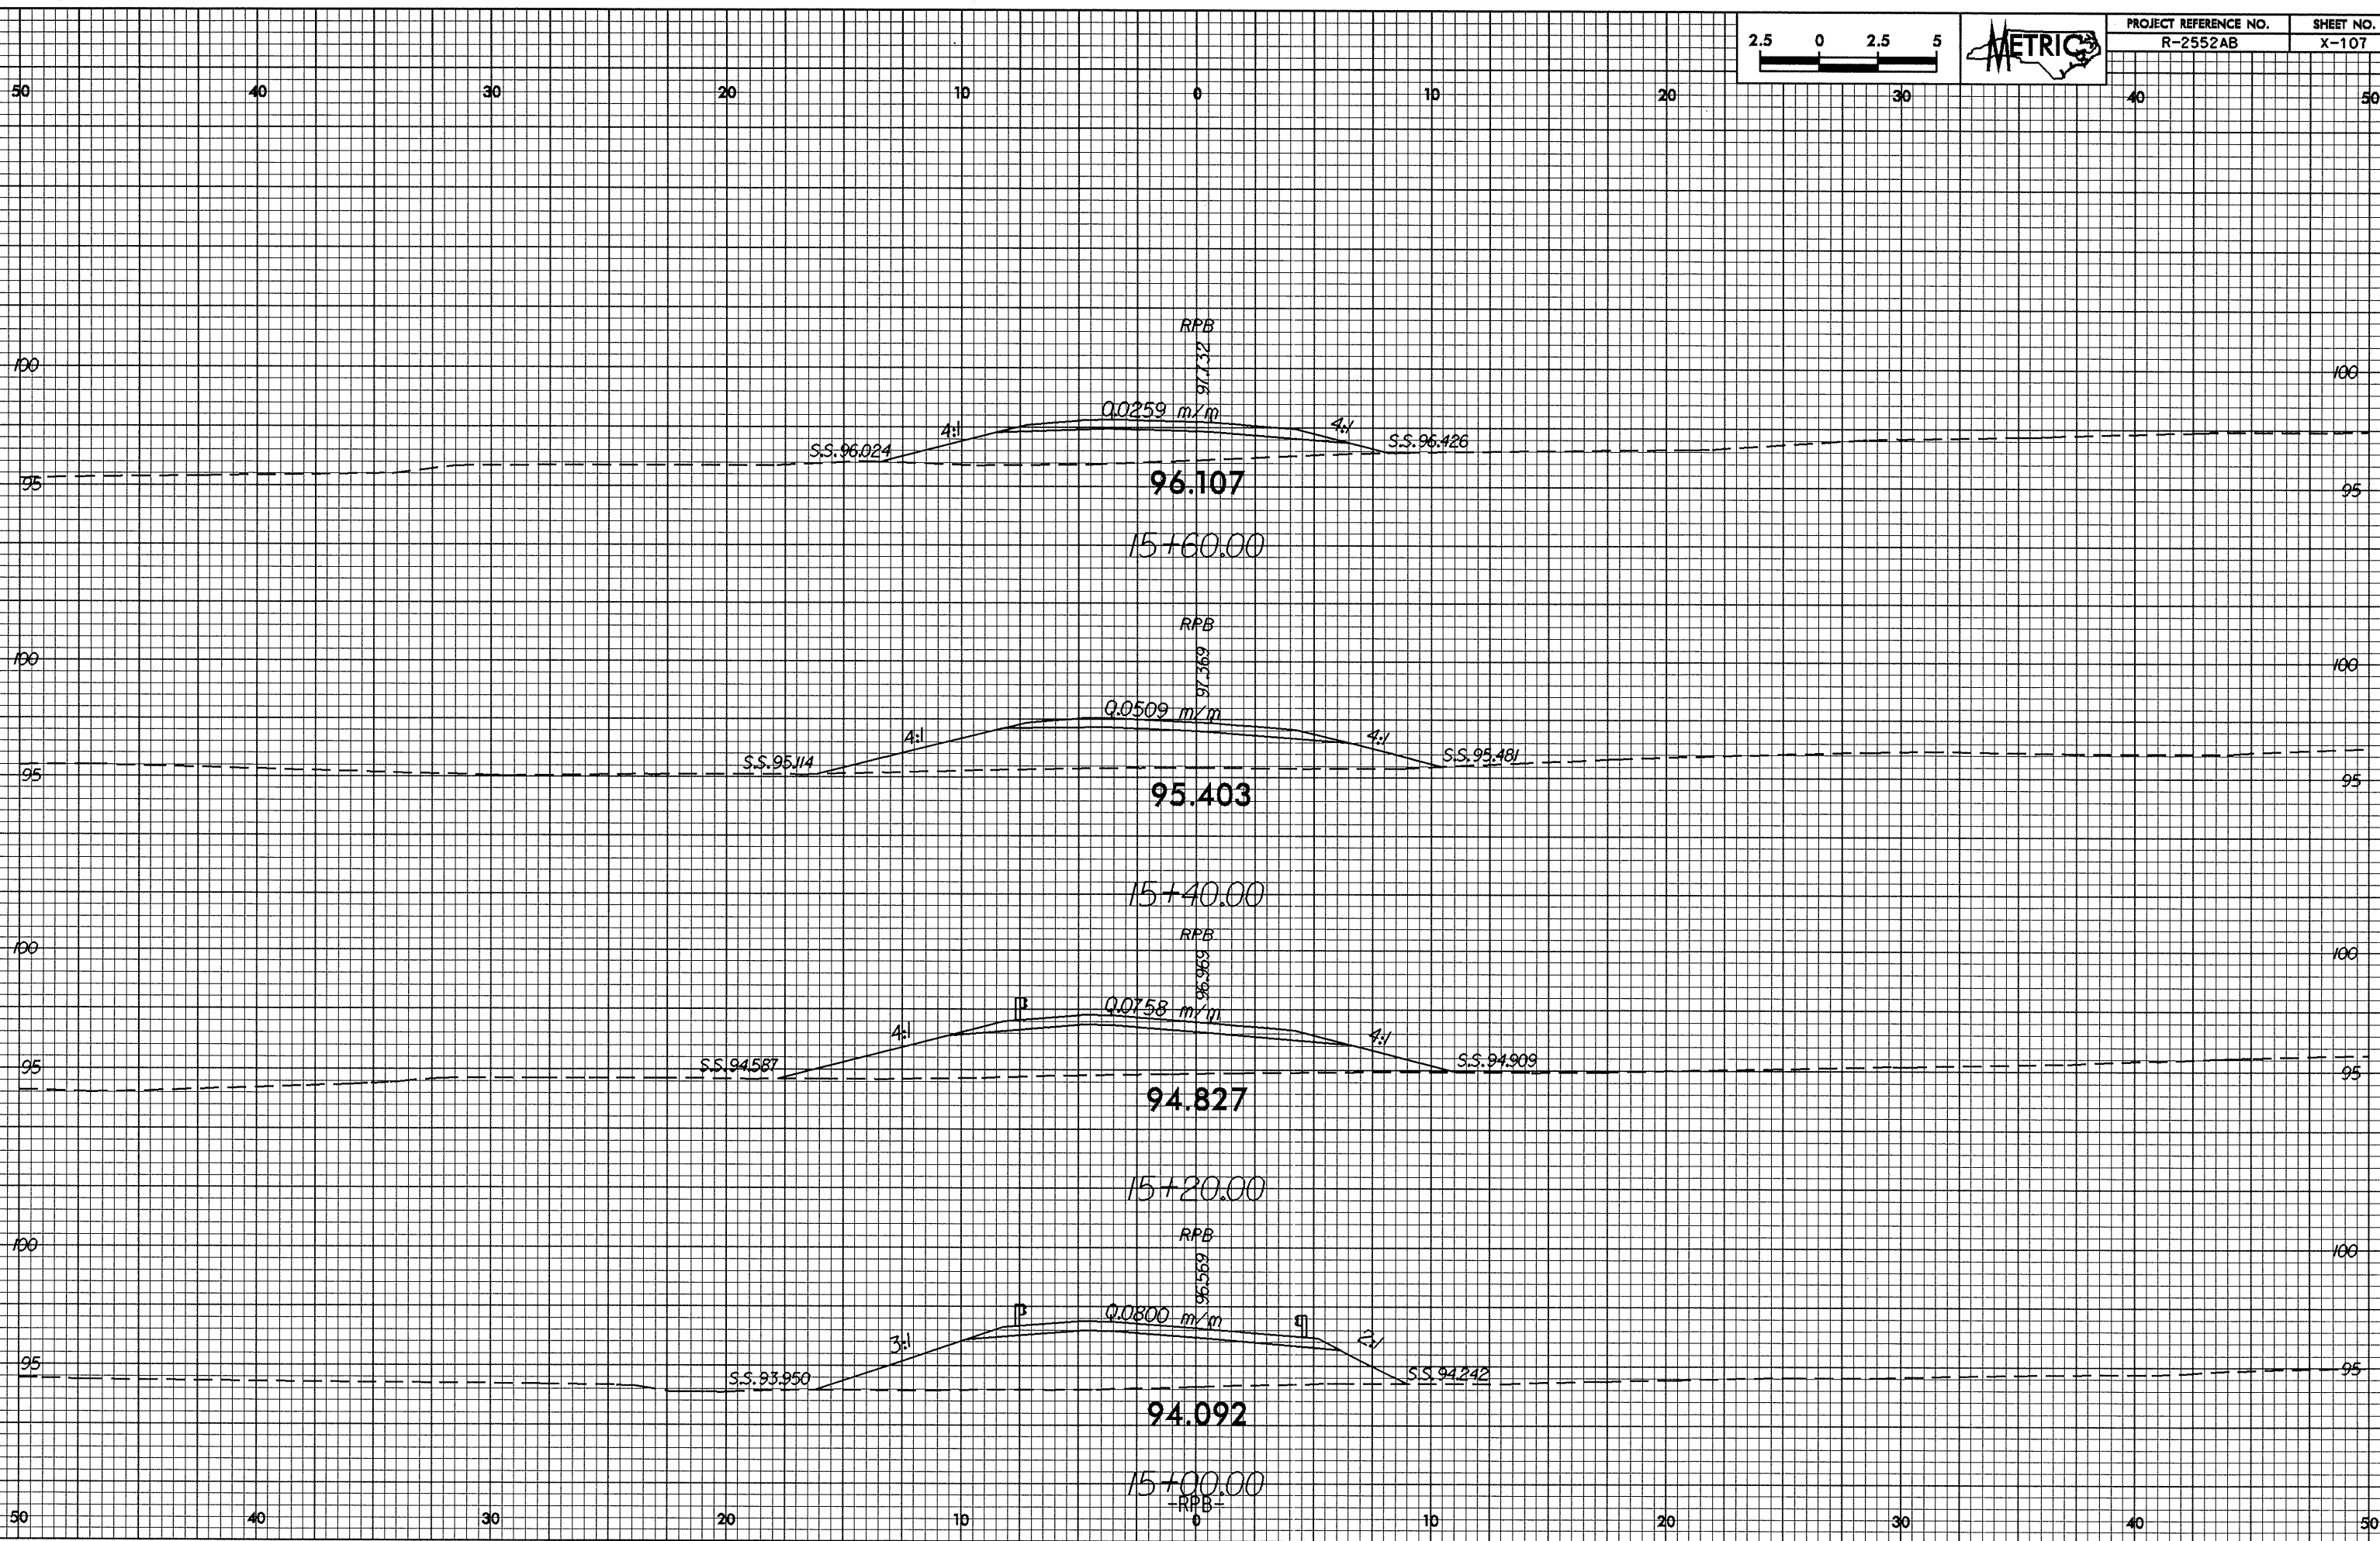 PROJECT REFERENCE NO. SHEET NO.
R-2552AB X-107
2.5 0 2.5 5
METRIC
50 40 30 20 10 0 10 20 30 40 50
RPB
97.732
100 100
0.0259 m/m
4:1 4:1
S.S.96.024 S.S.96.426
95 96.107 95
15+60.00
RPB
97.369
100 100
0.0509 m/m
4:1 4:1
S.S.95.114 S.S.95.481
95 95.403 95
15+40.00
RPB
96.969
100 100
0.0758 m/m
4:1 4:1
S.S.94.587 S.S.94.909
95 94.827 95
15+20.00
RPB
96.569
100 100
0.0800 m/m
3:1 2:1
S.S.93.950 S.S.94.242
95 94.092 95
15+00.00
-RPB-
50 40 30 20 10 0 10 20 30 40 50